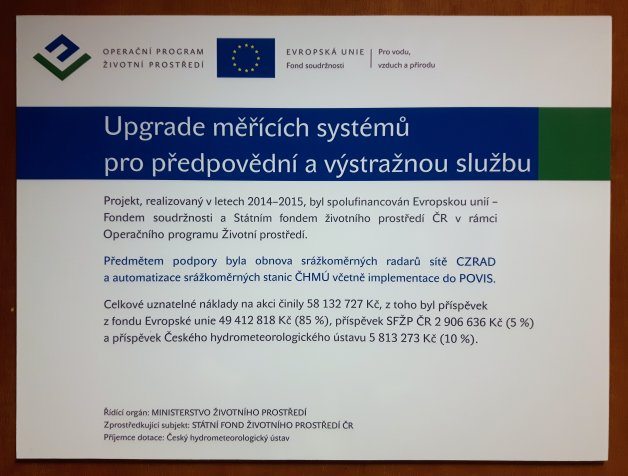 OPERAČNÍ PROGRAM
ŽIVOTNÍ PROSTŘEDÍ
EVROPSKÁ UNIE
Fond soudržnosti
Pro vodu,
vzduch a přírodu
Upgrade měřících systémů
pro předpovědní a výstražnou službu
Projekt, realizovaný v letech 2014–2015, byl spolufinancován Evropskou unií –
Fondem soudržnosti a Státním fondem životního prostředí ČR v rámci
Operačního programu Životní prostředí.
Předmětem podpory byla obnova srážkoměrných radarů sítě CZRAD
a automatizace srážkoměrných stanic ČHMÚ včetně implementace do POVIS.
Celkové uznatelné náklady na akci činily 58 132 727 Kč, z toho byl příspěvek
z fondu Evropské unie 49 412 818 Kč (85 %), příspěvek SFŽP ČR 2 906 636 Kč (5 %)
a příspěvek Českého hydrometeorologického ústavu 5 813 273 Kč (10 %).
Řídící orgán: MINISTERSTVO ŽIVOTNÍHO PROSTŘEDÍ
Zprostředkující subjekt: STÁTNÍ FOND ŽIVOTNÍHO PROSTŘEDÍ ČR
Příjemce dotace: Český hydrometeorologický ústav